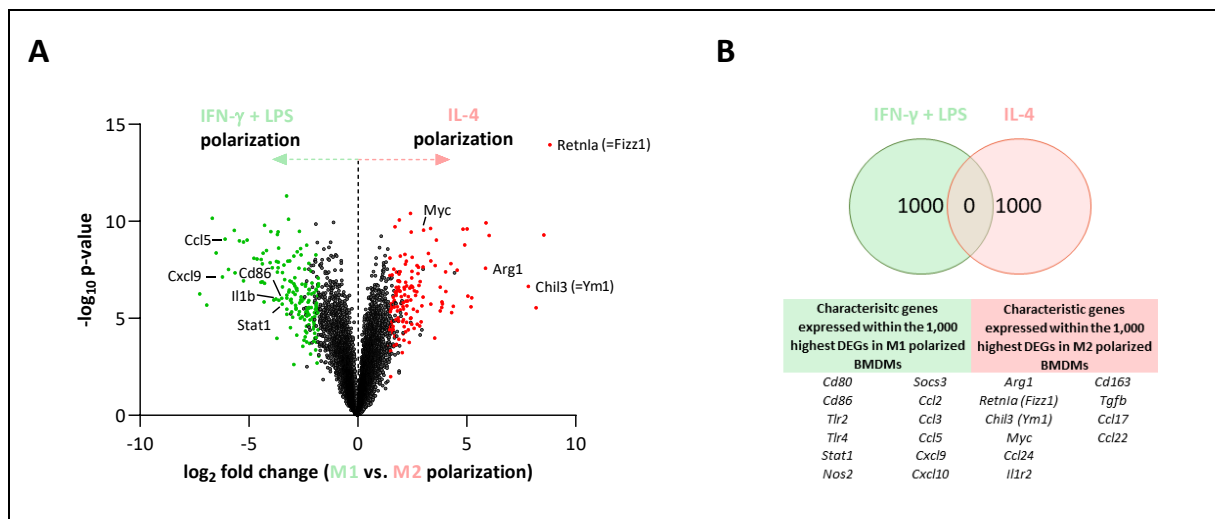 A
IFN-γ + LPS
polarization
IL-4
polarization
15
10
5
0
-10
-5
0
5
10
-log10 p-value
log2 fold change (M1 vs. M2 polarization)
Retnla (=Fizz1)
Myc
Ccl5
Cxcl9
Cd86
Il1b
Stat1
Arg1
Chil3 (=Ym1)
B
IFN-γ + LPS IL-4
1000 0 1000
Characterisitc genes
expressed within the 1,000
highest DEGs in M1 polarized
BMDMs
Characteristic genes
expressed within the 1,000
highest DEGs in M2 polarized
BMDMs
Cd80 Socs3 Arg1 Cd163
Cd86 Ccl2 Retnla (Fizz1) Tgfb
Tlr2 Ccl3 Chil3 (Ym1) Ccl17
Tlr4 Ccl5 Myc Ccl22
Stat1 Cxcl9 Ccl24
Nos2 Cxcl10 Il1r2